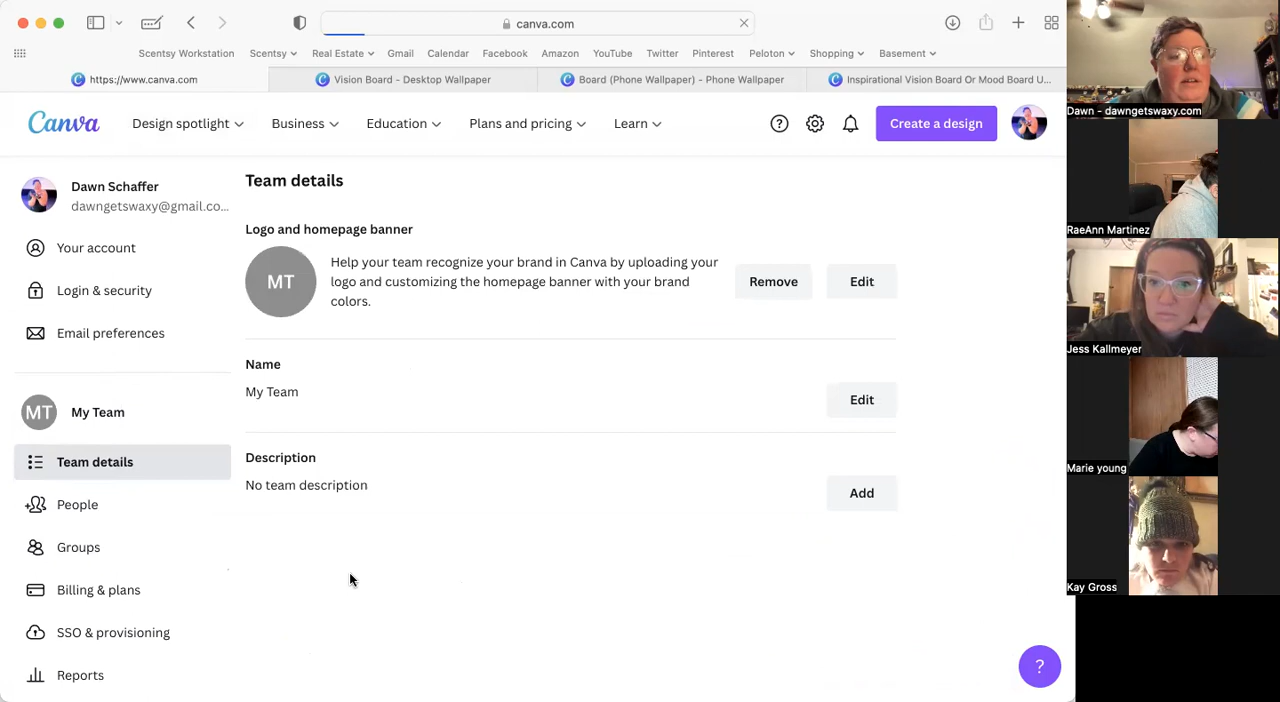 canva.com
Scentsy Workstation Scentsy Real Estate Gmail Calendar Facebook Amazon YouTube Twitter Pinterest Peloton Shopping Basement
https://www.canva.com
Vision Board - Desktop Wallpaper
Board (Phone Wallpaper) - Phone Wallpaper
Inspirational Vision Board Or Mood Board U...
Canva
Design spotlight
Business
Education
Plans and pricing
Learn
Create a design
Dawn Schaffer
dawngetswaxy@gmail.co...
Your account
Login & security
Email preferences
MT
My Team
Team details
People
Groups
Billing & plans
SSO & provisioning
Reports
Team details
Logo and homepage banner
MT
Help your team recognize your brand in Canva by uploading your
logo and customizing the homepage banner with your brand
colors.
Remove
Edit
Name
My Team
Edit
Description
No team description
Add
?
Dawn - dawngetswaxy.com
RaeAnn Martinez
Jess Kallmeyer
Marie young
Kay Gross